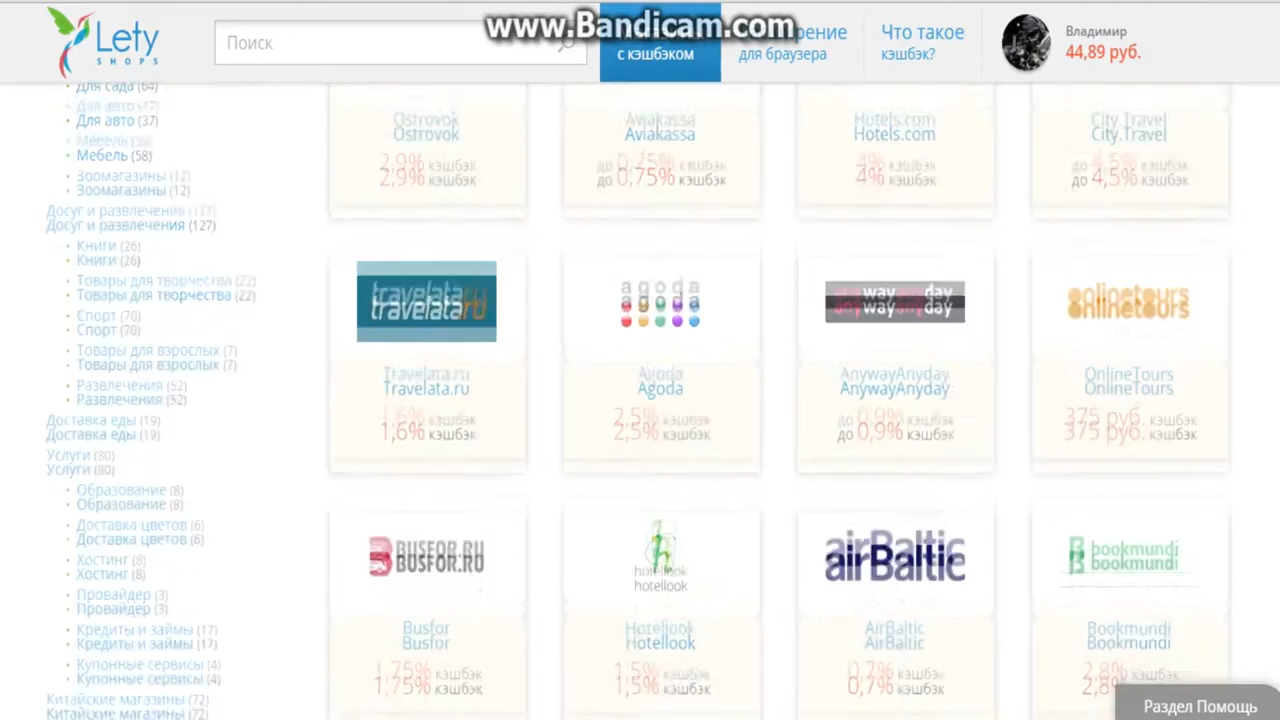 www.Bandicam.com
Lety
SHOPS
Поиск
с кэшбэком
для браузера
Что такое
кэшбэк?
Владимир
44,89 руб.
Для сада (64)
Для авто (37)
Мебель (58)
Зоомагазины (12)
Досуг и развлечения (127)
Книги (26)
Товары для творчества (22)
Спорт (70)
Товары для взрослых (7)
Развлечения (52)
Доставка еды (19)
Услуги (80)
Образование (8)
Доставка цветов (6)
Хостинг (8)
Провайдер (3)
Кредиты и займы (17)
Купонные сервисы (4)
Китайские магазины (72)
Ostrovok
2,9% кэшбэк
Aviakassa
до 0,75% кэшбэк
Hotels.com
4% кэшбэк
City.Travel
до 4,5% кэшбэк
travelata.ru
Travelata.ru
1,6% кэшбэк
agoda
Agoda
2,5% кэшбэк
anywayanyday
AnywayAnyday
до 0,9% кэшбэк
onlinetours
OnlineTours
375 руб. кэшбэк
BUSFOR.RU
Busfor
1,75% кэшбэк
hotellook
Hotellook
1,5% кэшбэк
airBaltic
AirBaltic
0,7% кэшбэк
bookmundi
Bookmundi
2,8%
Раздел Помощь